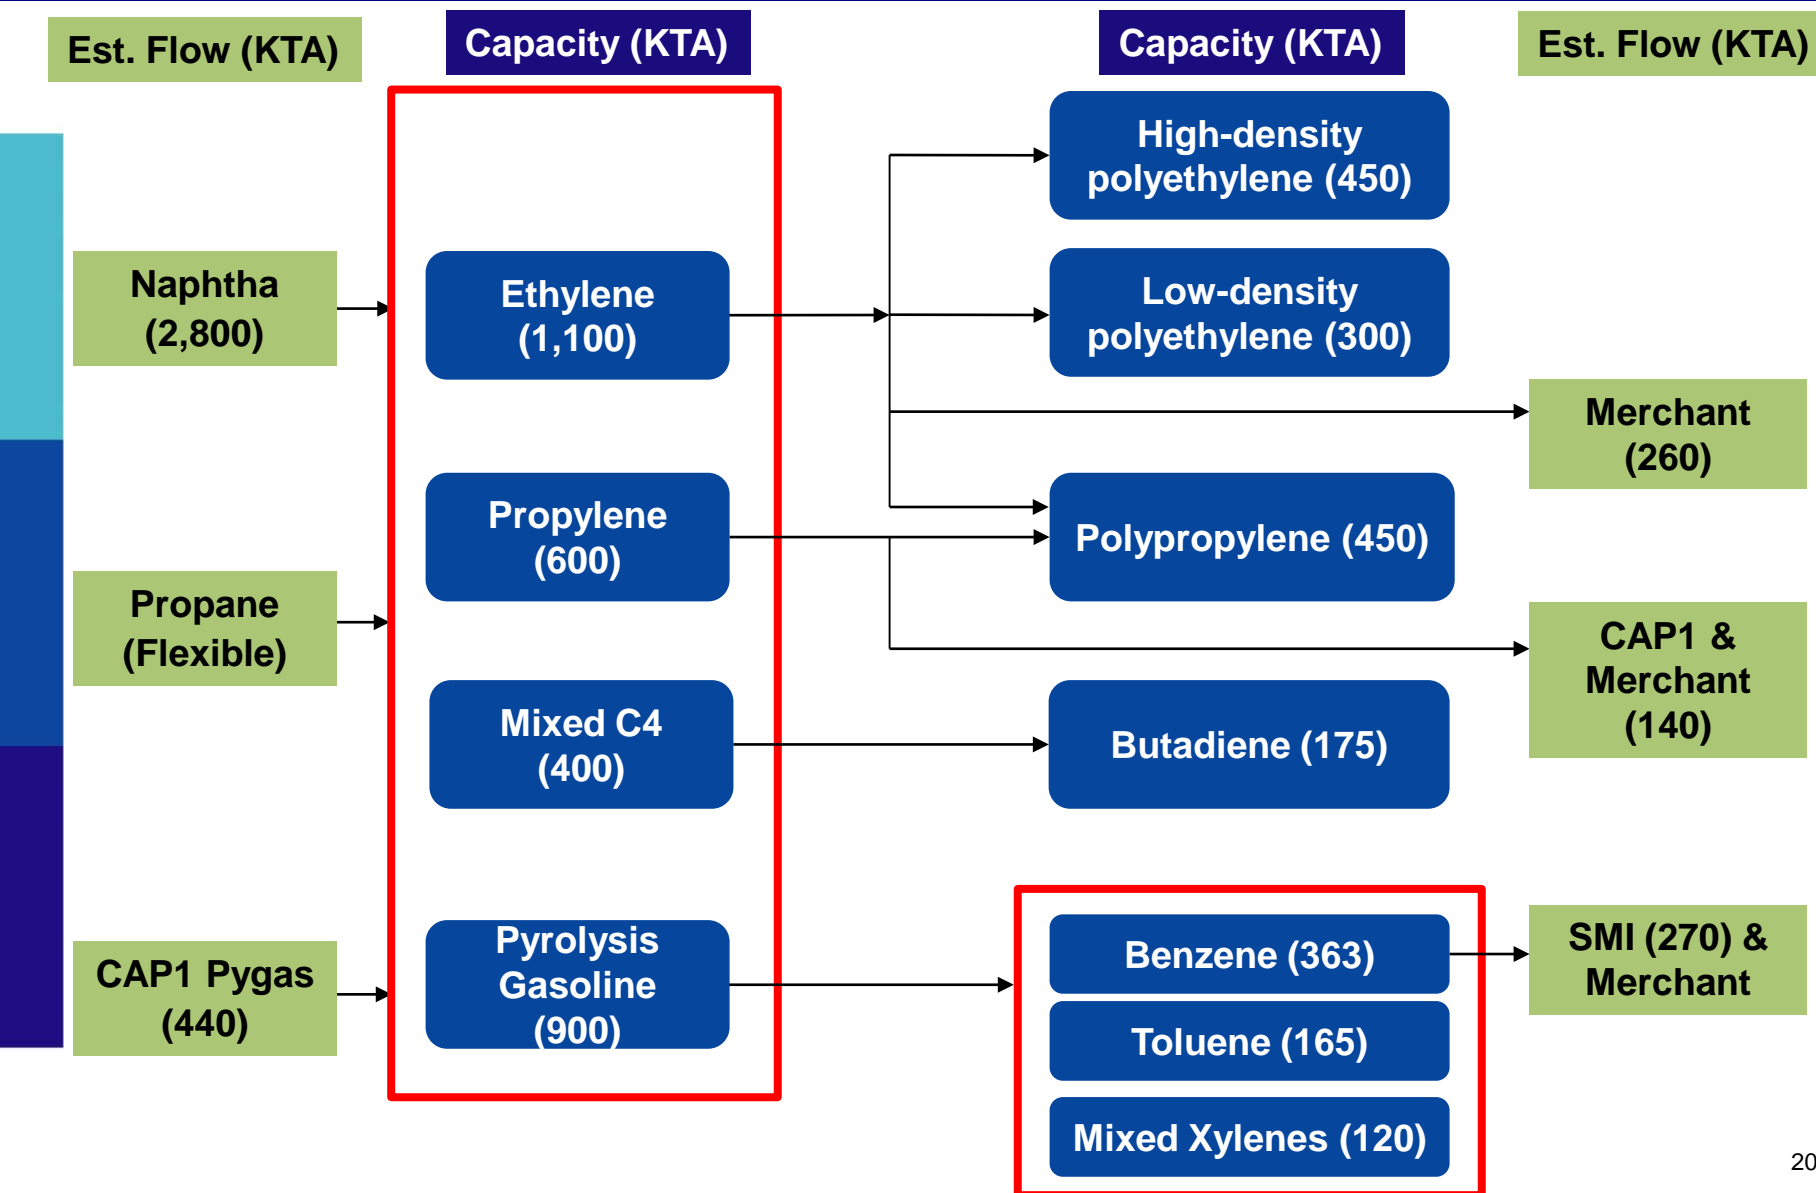 Est. Flow (KTA)
Capacity (KTA)
Capacity (KTA)
Est. Flow (KTA)
High-density
polyethylene (450)
Naphtha
(2,800)
Ethylene
(1,100)
Low-density
polyethylene (300)
Merchant
(260)
Propylene
(600)
Polypropylene (450)
Propane
(Flexible)
CAP1 &
Merchant
(140)
Mixed C4
(400)
Butadiene (175)
CAP1 Pygas
(440)
Pyrolysis
Gasoline
(900)
Benzene (363)
SMI (270) &
Merchant
Toluene (165)
Mixed Xylenes (120)
20